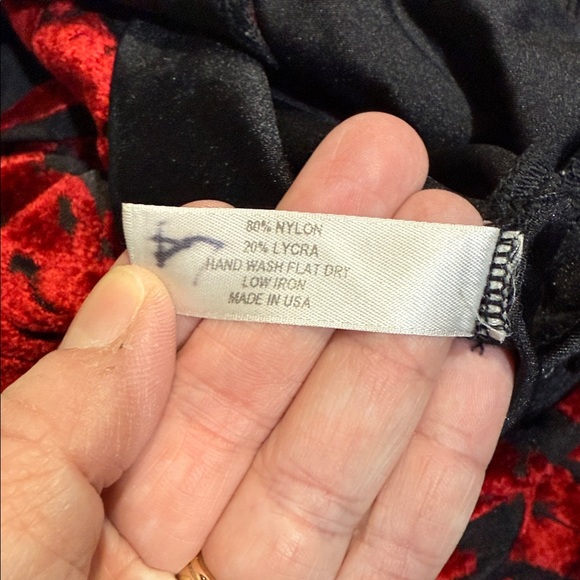 80% NYLON
20% LYCRA
HAND WASH FLAT DRY
LOW IRON
MADE IN USA